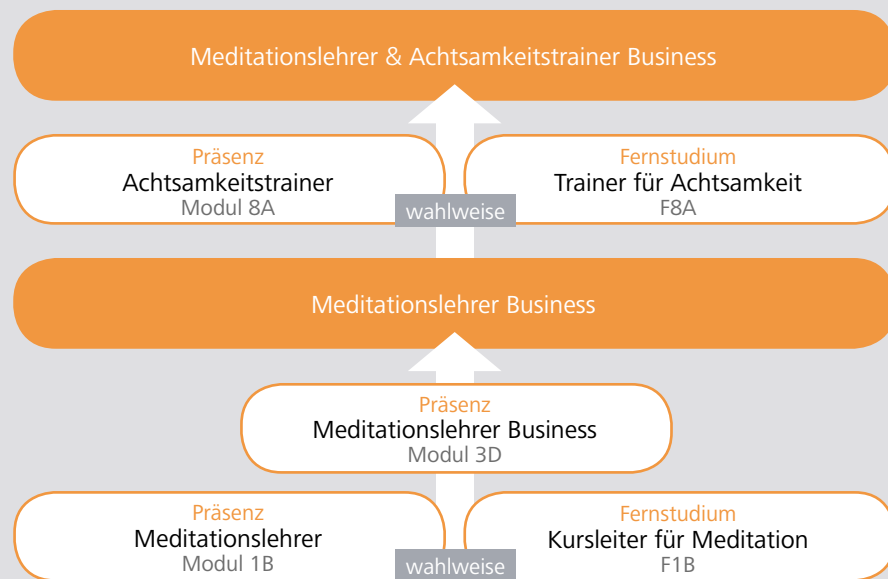 Meditationslehrer & Achtsamkeitstrainer Business
Präsenz
Achtsamkeitstrainer
Modul 8A
wahlweise
Fernstudium
Trainer für Achtsamkeit
F8A
Meditationslehrer Business
Präsenz
Meditationslehrer Business
Modul 3D
Präsenz
Meditationslehrer
Modul 1B
wahlweise
Fernstudium
Kursleiter für Meditation
F1B